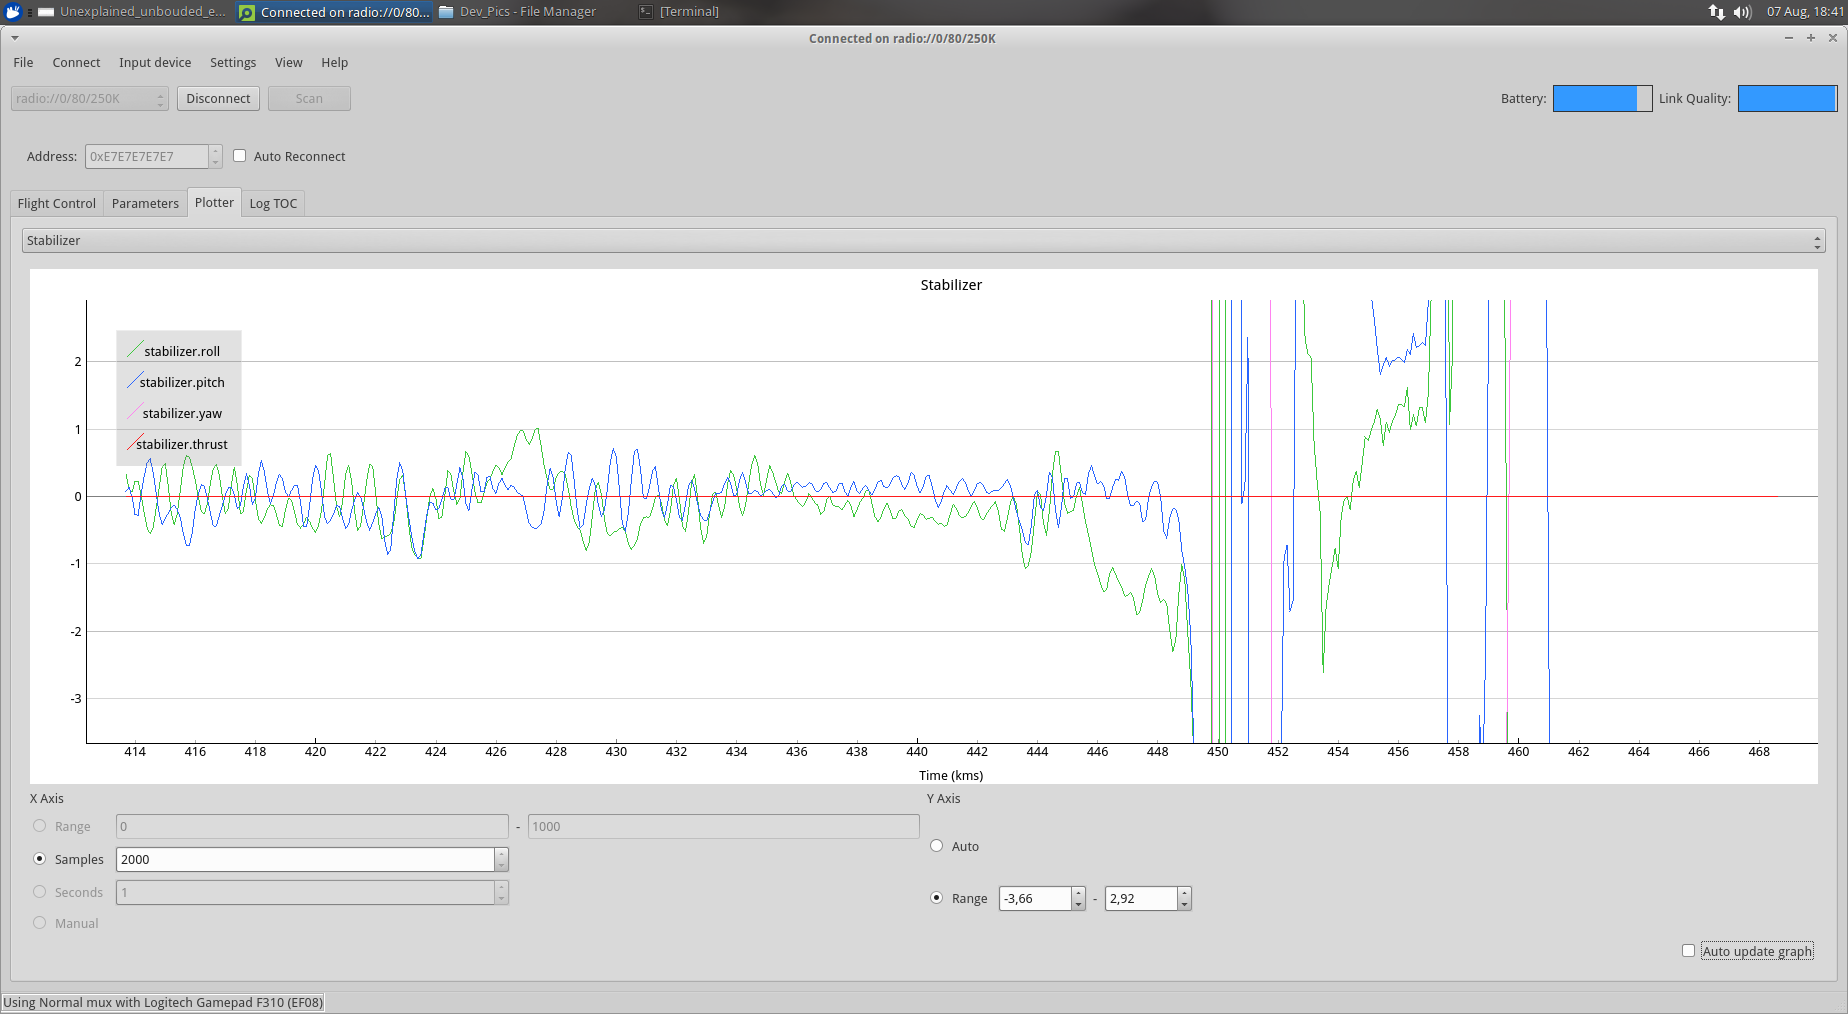 Unexplained_unbouded_e...
Connected on radio://0/80...
Dev_Pics - File Manager
[Terminal]
07 Aug, 18:41
Connected on radio://0/80/250K
File Connect Input device Settings View Help
radio://0/80/250K Disconnect Scan
Battery: Link Quality:
Address: 0xE7E7E7E7E7 Auto Reconnect
Flight Control Parameters Plotter Log TOC
Stabilizer
Stabilizer
stabilizer.roll
stabilizer.pitch
stabilizer.yaw
stabilizer.thrust
2
1
0
-1
-2
-3
414 416 418 420 422 424 426 428 430 432 434 436 438 440 442 444 446 448 450 452 454 456 458 460 462 464 466 468
Time (kms)
X Axis
Range 0 - 1000
Samples 2000
Seconds 1
Manual
Y Axis
Auto
Range -3,66 - 2,92
Auto update graph
Using Normal mux with Logitech Gamepad F310 (EF08)